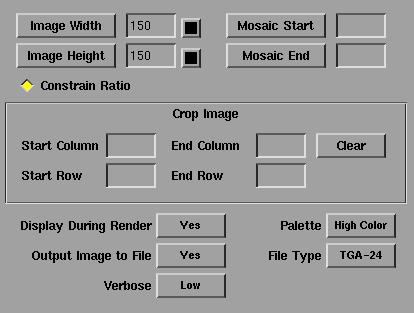 Image Width 150 Mosaic Start
Image Height 150 Mosaic End
Constrain Ratio
Crop Image
Start Column End Column Clear
Start Row End Row
Display During Render Yes Palette High Color
Output Image to File Yes File Type TGA-24
Verbose Low